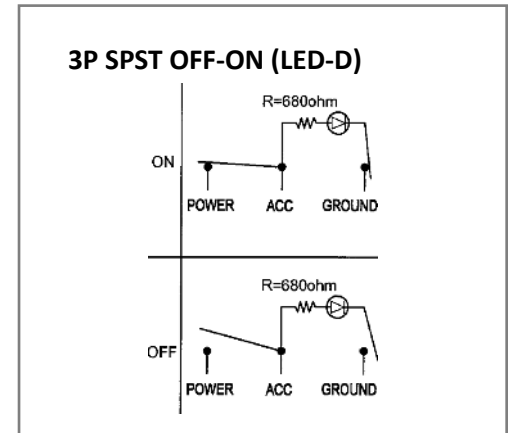 3P SPST OFF-ON (LED-D)
R=680ohm
ON
POWER ACC GROUND
R=680ohm
OFF
POWER ACC GROUND